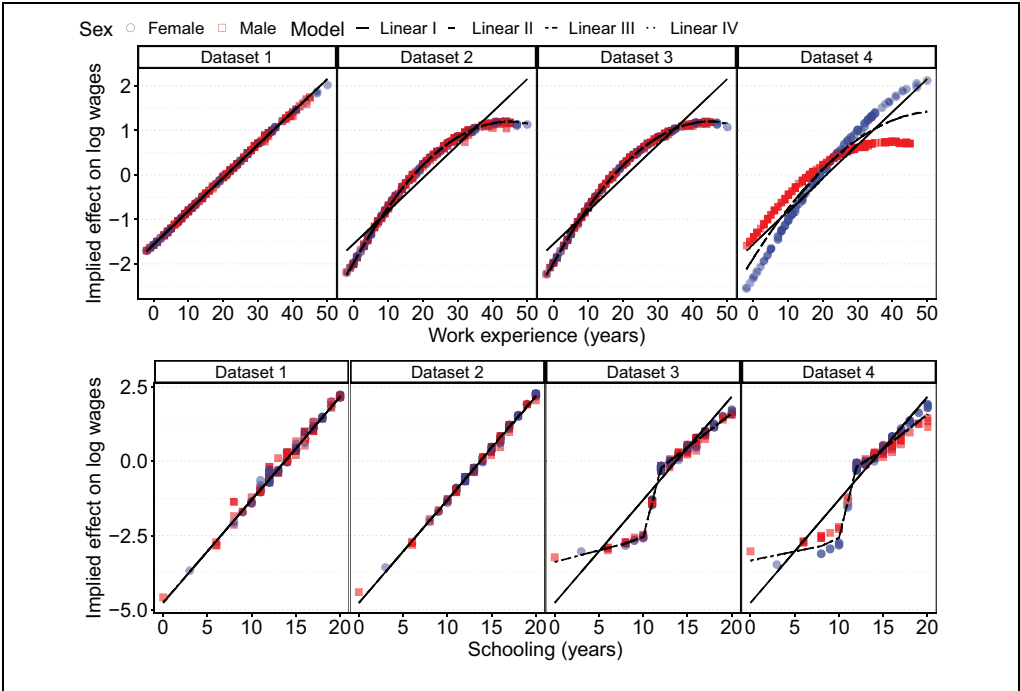 Sex Female Male Model Linear I Linear II Linear III Linear IV
Dataset 1 Dataset 2 Dataset 3 Dataset 4
Implied effect on log wages
2
1
0
−1
−2
0 10 20 30 40 50 0 10 20 30 40 50 0 10 20 30 40 50 0 10 20 30 40 50
Work experience (years)
Dataset 1 Dataset 2 Dataset 3 Dataset 4
Implied effect on log wages
2.5
0.0
−2.5
−5.0
0 5 10 15 20 0 5 10 15 20 0 5 10 15 20 0 5 10 15 20
Schooling (years)